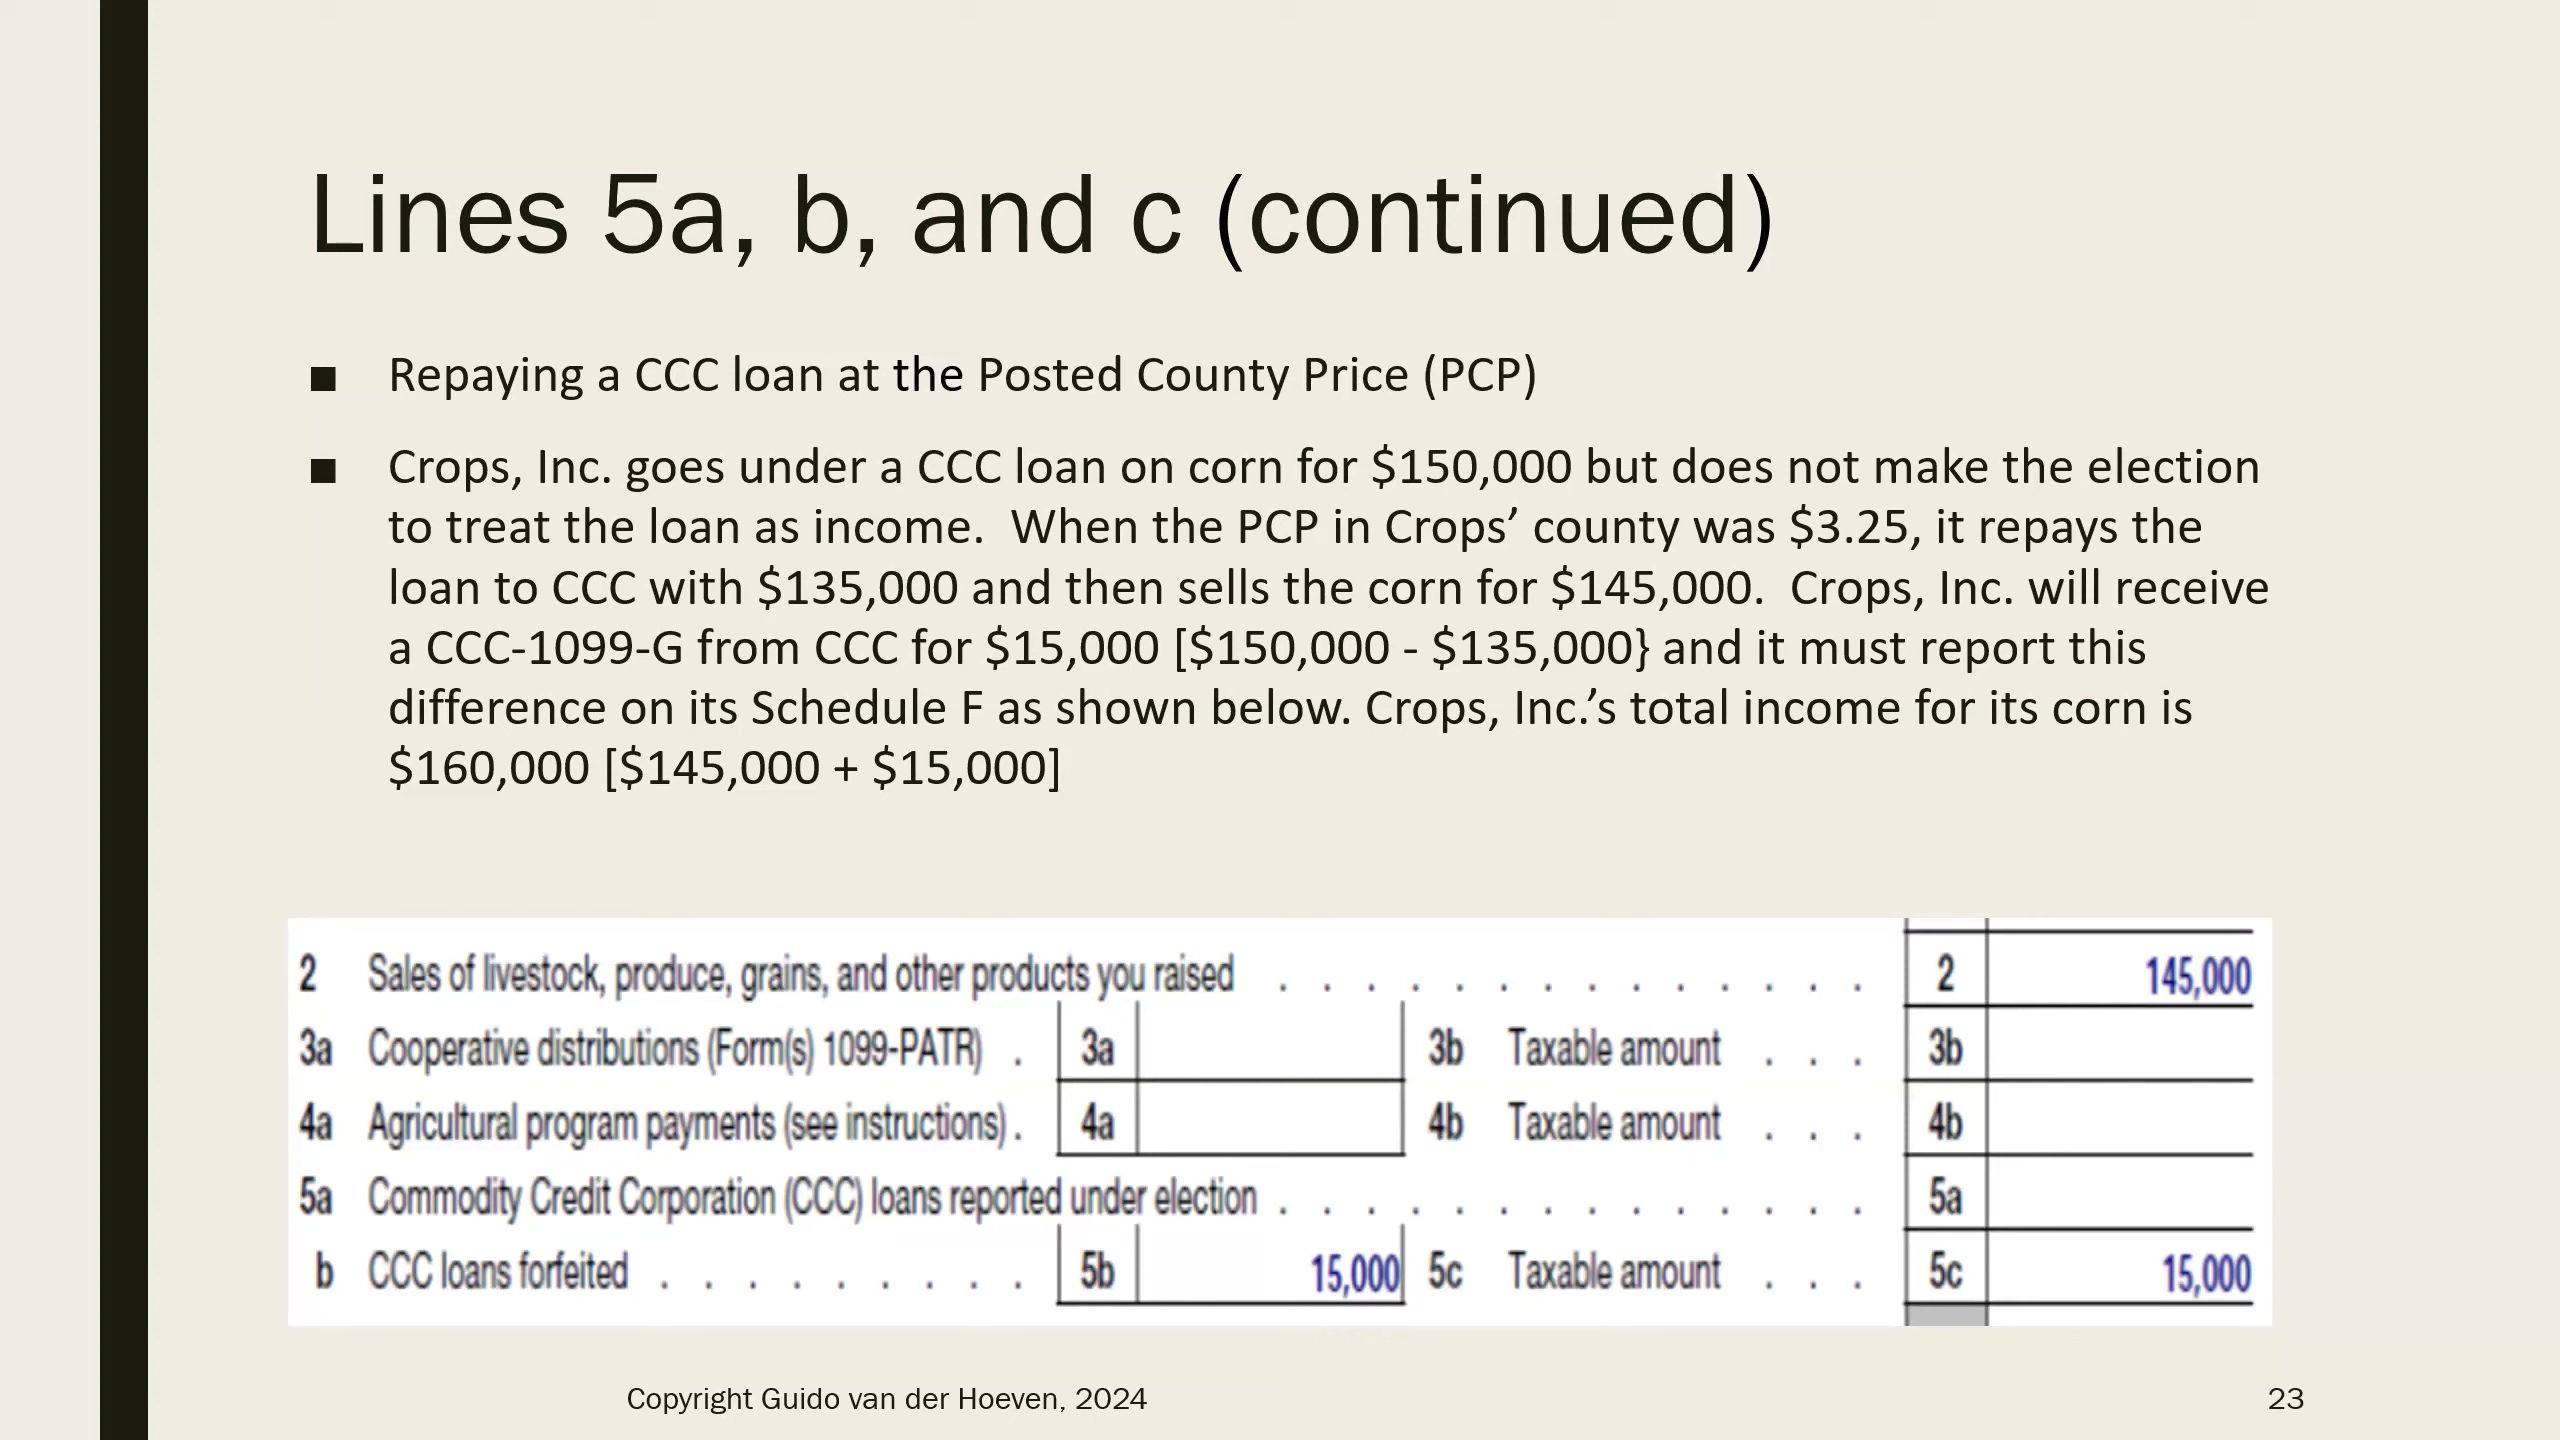 Lines 5a, b, and c (continued)
■ Repaying a CCC loan at the Posted County Price (PCP)
■ Crops, Inc. goes under a CCC loan on corn for $150,000 but does not make the election
to treat the loan as income.  When the PCP in Crops’ county was $3.25, it repays the
loan to CCC with $135,000 and then sells the corn for $145,000.  Crops, Inc. will receive
a CCC-1099-G from CCC for $15,000 [$150,000 - $135,000} and it must report this
difference on its Schedule F as shown below. Crops, Inc.’s total income for its corn is
$160,000 [$145,000 + $15,000]
2 Sales of livestock, produce, grains, and other products you raised . . . . . . . . . . . . . . 2 145,000
3a Cooperative distributions (Form(s) 1099-PATR) . 3a 3b Taxable amount . . . 3b
4a Agricultural program payments (see instructions) . 4a 4b Taxable amount . . . 4b
5a Commodity Credit Corporation (CCC) loans reported under election . . . . . . . . . . . . . . 5a
b CCC loans forfeited . . . . . . . . . 5b 15,000 5c Taxable amount . . . 5c 15,000
Copyright Guido van der Hoeven, 2024 23